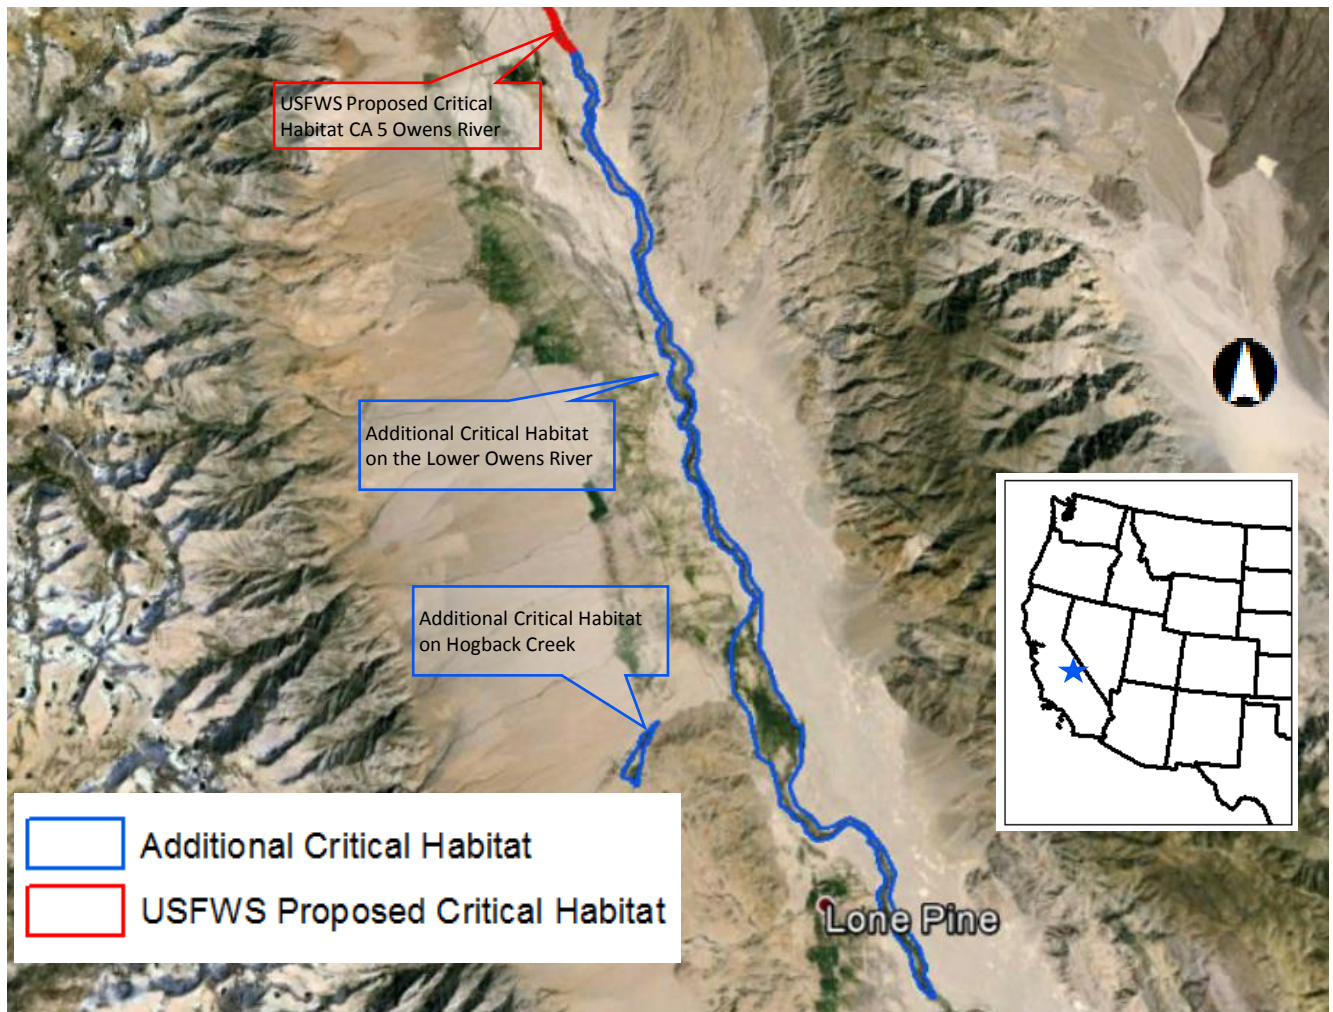 USFWS Proposed Critical
Habitat CA 5 Owens River
Additional Critical Habitat
on the Lower Owens River
Additional Critical Habitat
on Hogback Creek
Additional Critical Habitat
USFWS Proposed Critical Habitat
Lone Pine